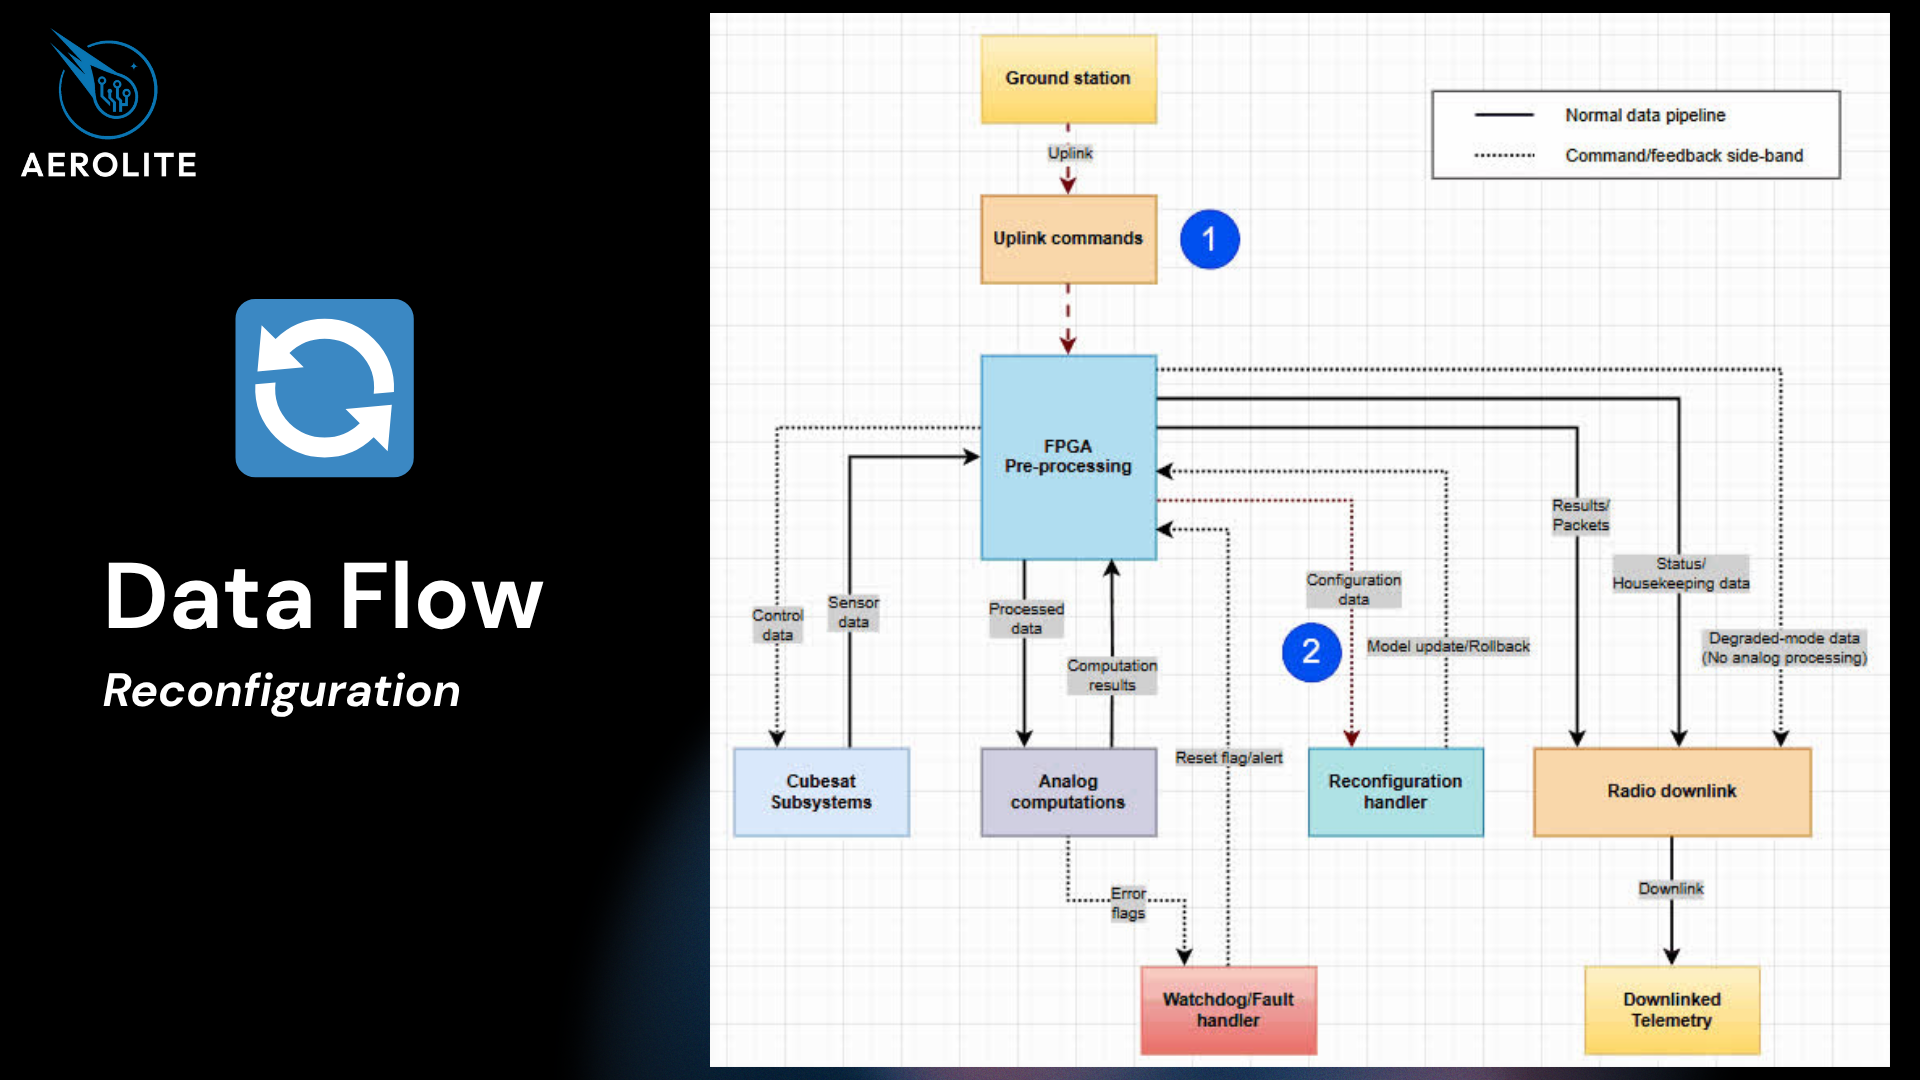 AEROLITE
Data Flow
Reconfiguration
Ground station
Normal data pipeline
Command/feedback side-band
Uplink
Uplink commands
1
FPGA
Pre-processing
Results/
Packets
Status/
Housekeeping data
Configuration
data
Control
data
Sensor
data
Processed
data
Degraded-mode data
(No analog processing)
2
Model update/Rollback
Computation
results
Reset flag/alert
Cubesat
Subsystems
Analog
computations
Reconfiguration
handler
Radio downlink
Error
flags
Downlink
Watchdog/Fault
handler
Downlinked
Telemetry